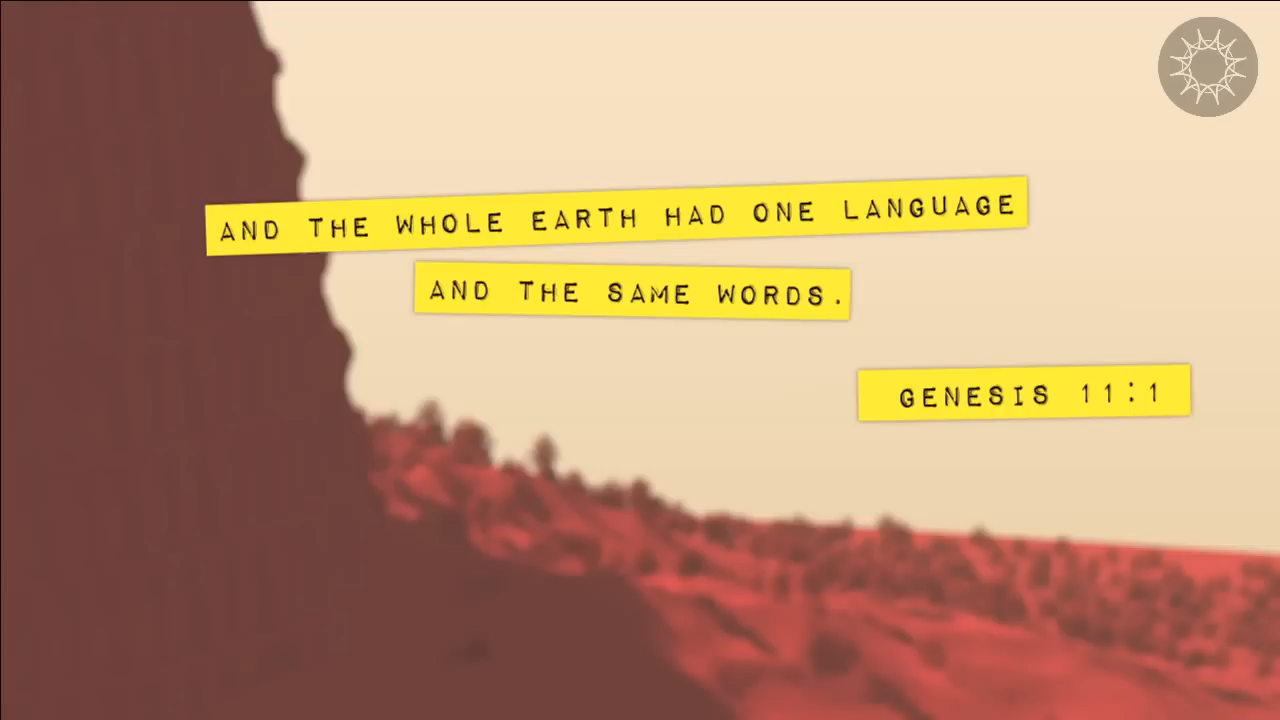 AND THE WHOLE EARTH HAD ONE LANGUAGE
AND THE SAME WORDS.
GENESIS 11:1